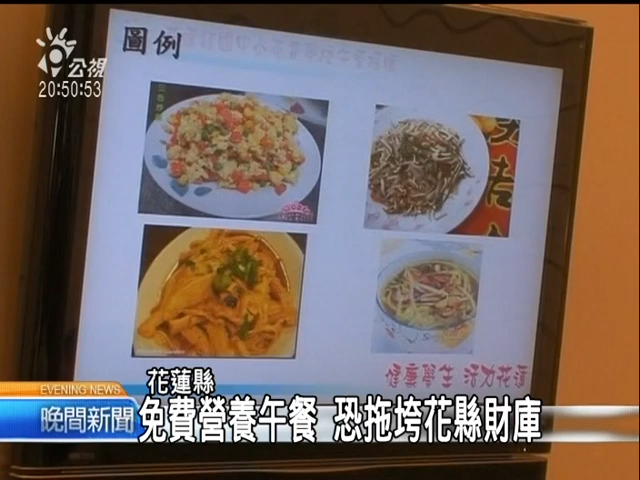 圖例
公視
20:50:53
健康學生 活力花蓮
花蓮縣
EVENING NEWS
晚間新聞
免費營養午餐 恐拖垮花縣財庫